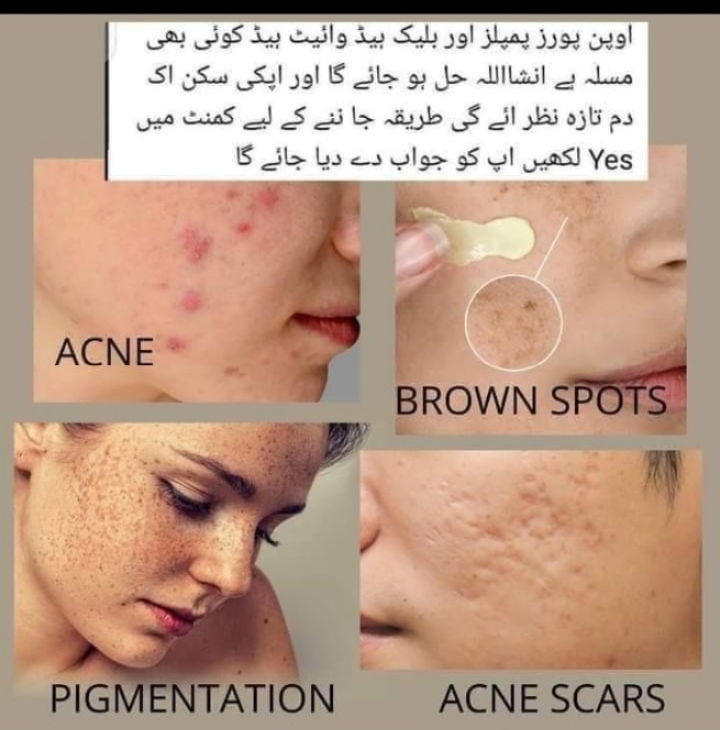 اوپن پورز پمپلز اور بلیک ہیڈ وائیٹ ہیڈ کوئی بھی
مسلہ ہے انشااللہ حل ہو جائے گا اور اپکی سکن اک
دم تازہ نظر ائے گی طریقہ جا ننے کے لیے کمنٹ میں
Yes لکھیں اپ کو جواب دے دیا جائے گا
ACNE
BROWN SPOTS
PIGMENTATION
ACNE SCARS